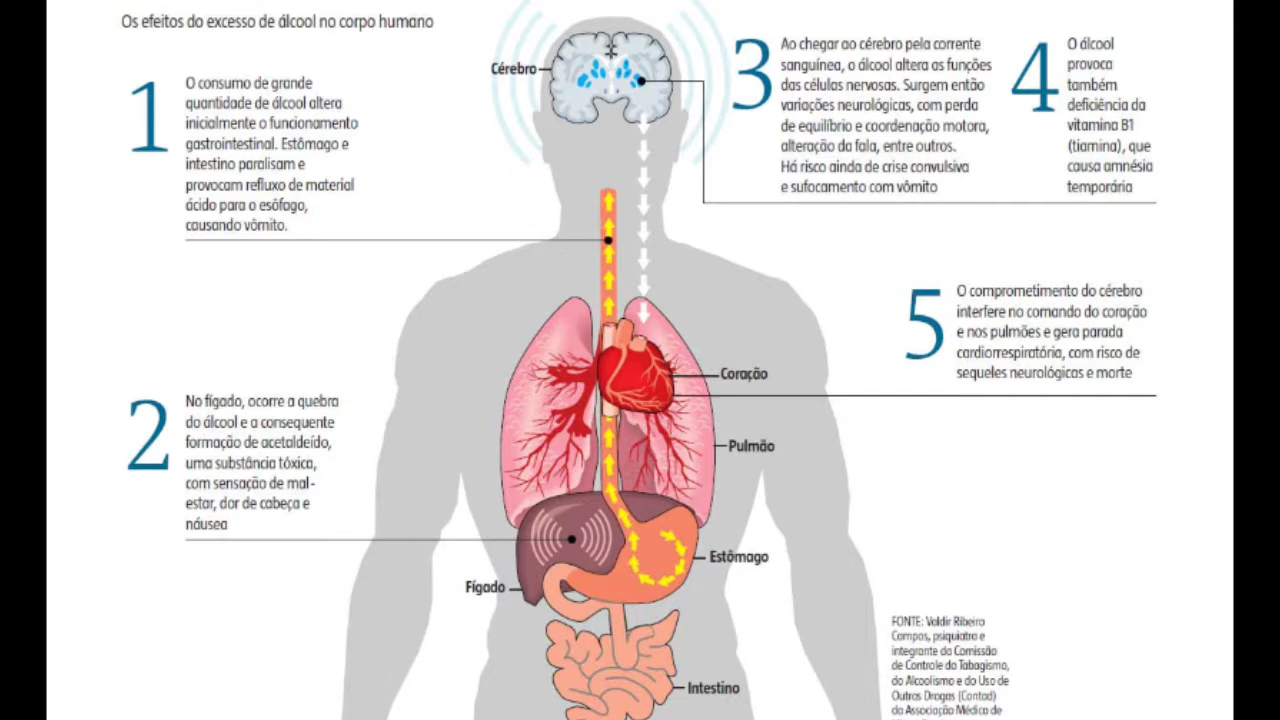 Os efeitos do excesso de álcool no corpo humano
1
O consumo de grande
quantidade de álcool altera
inicialmente o funcionamento
gastrointestinal. Estômago e
intestino paralisam e
provocam refluxo de material
ácido para o esôfago,
causando vômito.
2
No fígado, ocorre a quebra
do álcool e a consequente
formação de acetaldeído,
uma substância tóxica,
com sensação de mal-
estar, dor de cabeça e
náusea
Cérebro
3
Ao chegar ao cérebro pela corrente
sanguínea, o álcool altera as funções
das células nervosas. Surgem então
variações neurológicas, com perda
de equilíbrio e coordenação motora,
alteração da fala, entre outros.
Há risco ainda de crise convulsiva
e sufocamento com vômito
4
O álcool
provoca
também
deficiência da
vitamina B1
(tiamina), que
causa amnésia
temporária
5
O comprometimento do cérebro
interfere no comando do coração
e nos pulmões e gera parada
cardiorrespiratória, com risco de
sequeles neurológicas e morte
Coração
Pulmão
Estômago
Fígado
Intestino
FONTE: Valdir Ribeiro
Campos, psiquiatra e
integrante da Comissão
de Controle do Tabagismo,
do Alcoolismo e do Uso de
Outras Drogas (Contad)
da Associação Médica de